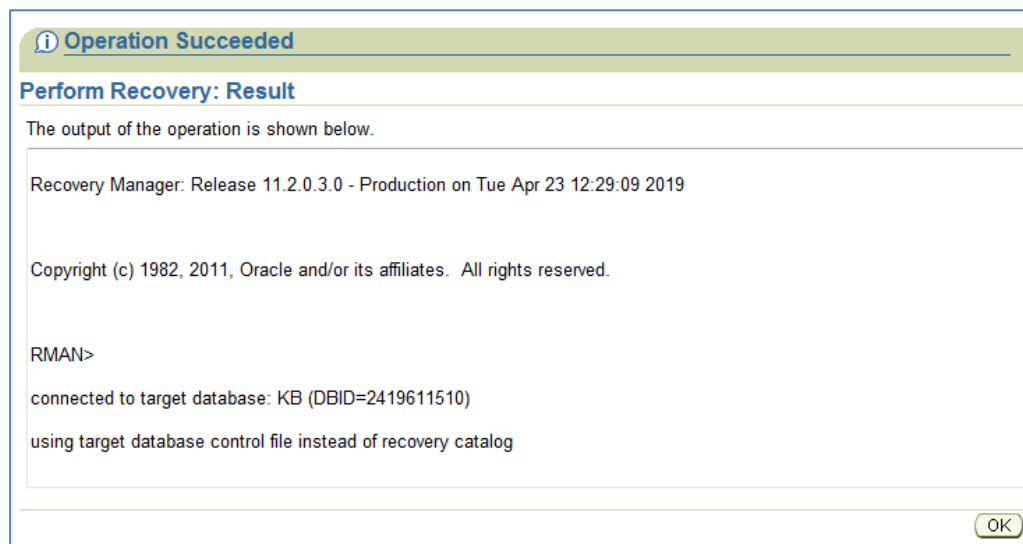 Operation Succeeded
Perform Recovery: Result
The output of the operation is shown below.
Recovery Manager: Release 11.2.0.3.0 - Production on Tue Apr 23 12:29:09 2019
Copyright (c) 1982, 2011, Oracle and/or its affiliates.  All rights reserved.
RMAN>
connected to target database: KB (DBID=2419611510)
using target database control file instead of recovery catalog
OK